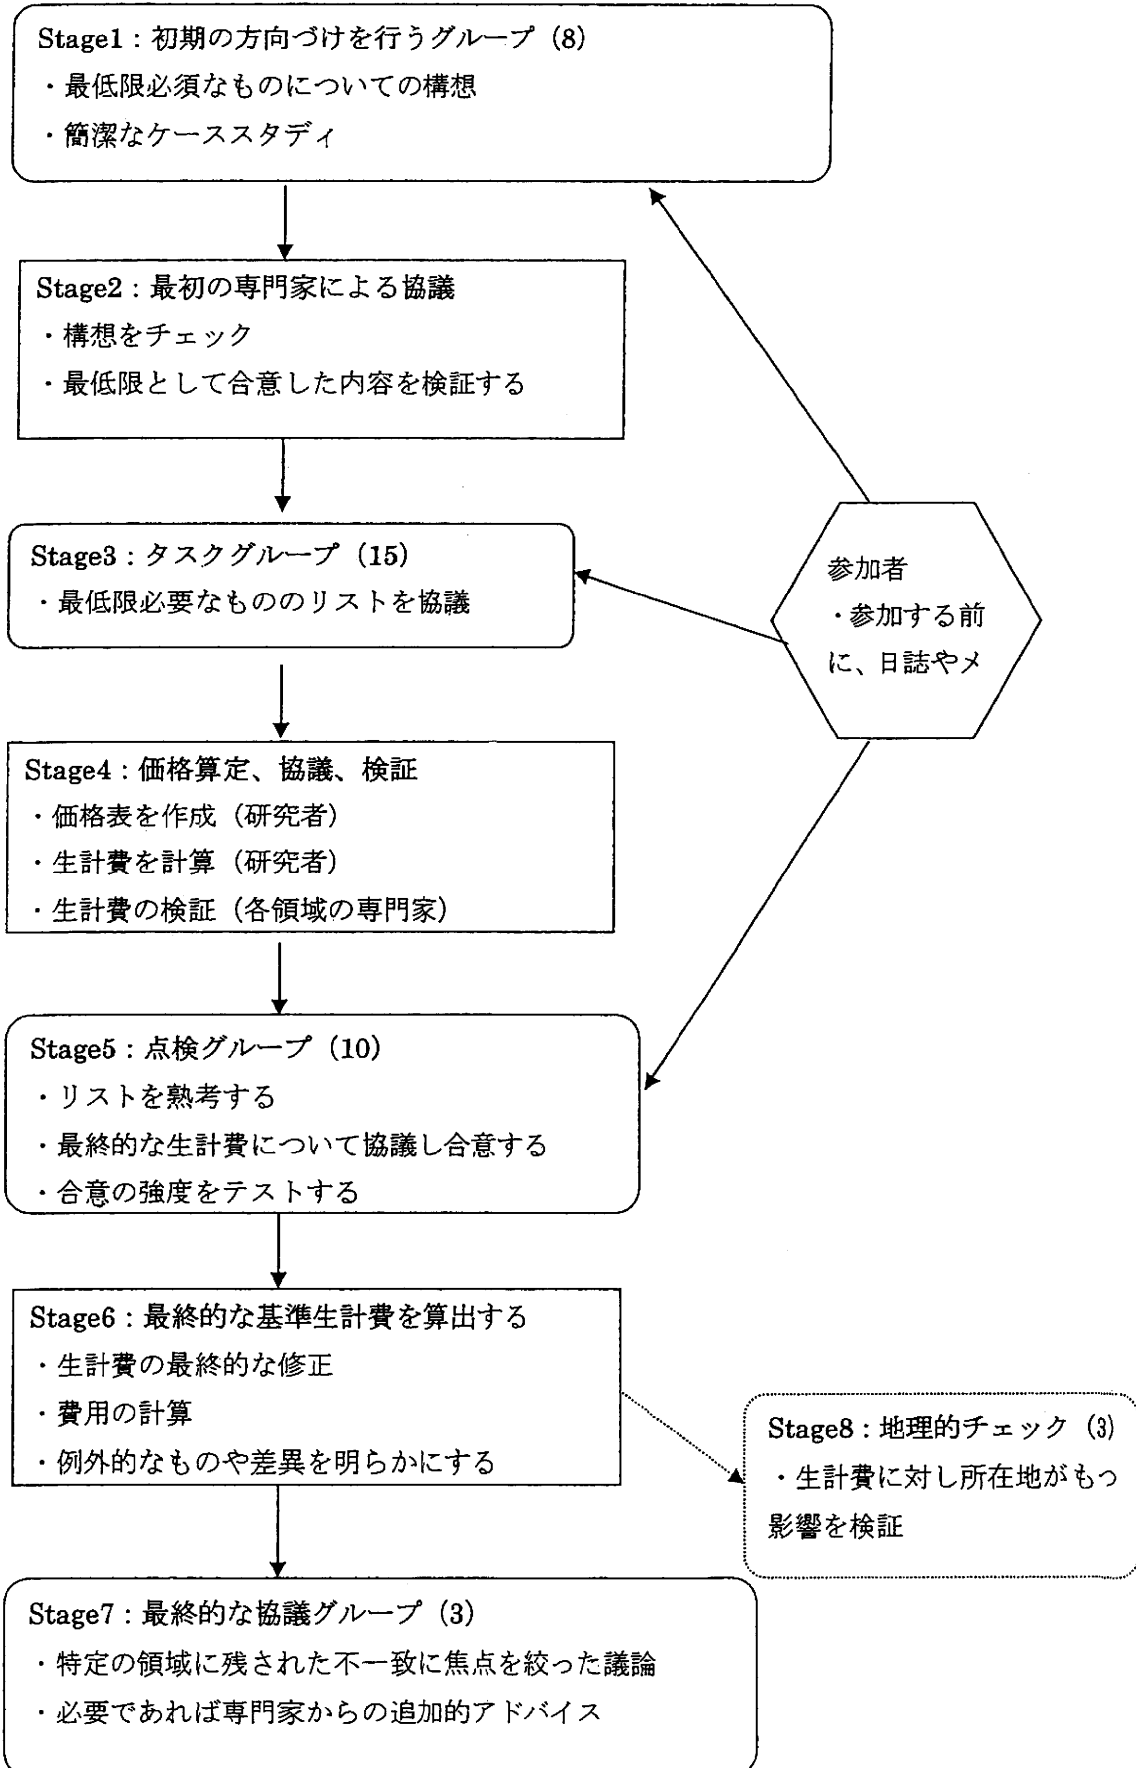 Stage1：初期の方向づけを行うグループ（8）
・最低限必須なものについての構想
・簡潔なケーススタディ
Stage2：最初の専門家による協議
・構想をチェック
・最低限として合意した内容を検証する
Stage3：タスクグループ（15）
・最低限必要なもののリストを協議
参加者
・参加する前
に、日誌やメ
Stage4：価格算定、協議、検証
・価格表を作成（研究者）
・生計費を計算（研究者）
・生計費の検証（各領域の専門家）
Stage5：点検グループ（10）
・リストを熟考する
・最終的な生計費について協議し合意する
・合意の強度をテストする
Stage6：最終的な基準生計費を算出する
・生計費の最終的な修正
・費用の計算
・例外的なものや差異を明らかにする
Stage8：地理的チェック（3）
・生計費に対し所在地がもつ
影響を検証
Stage7：最終的な協議グループ（3）
・特定の領域に残された不一致に焦点を絞った議論
・必要であれば専門家からの追加的アドバイス